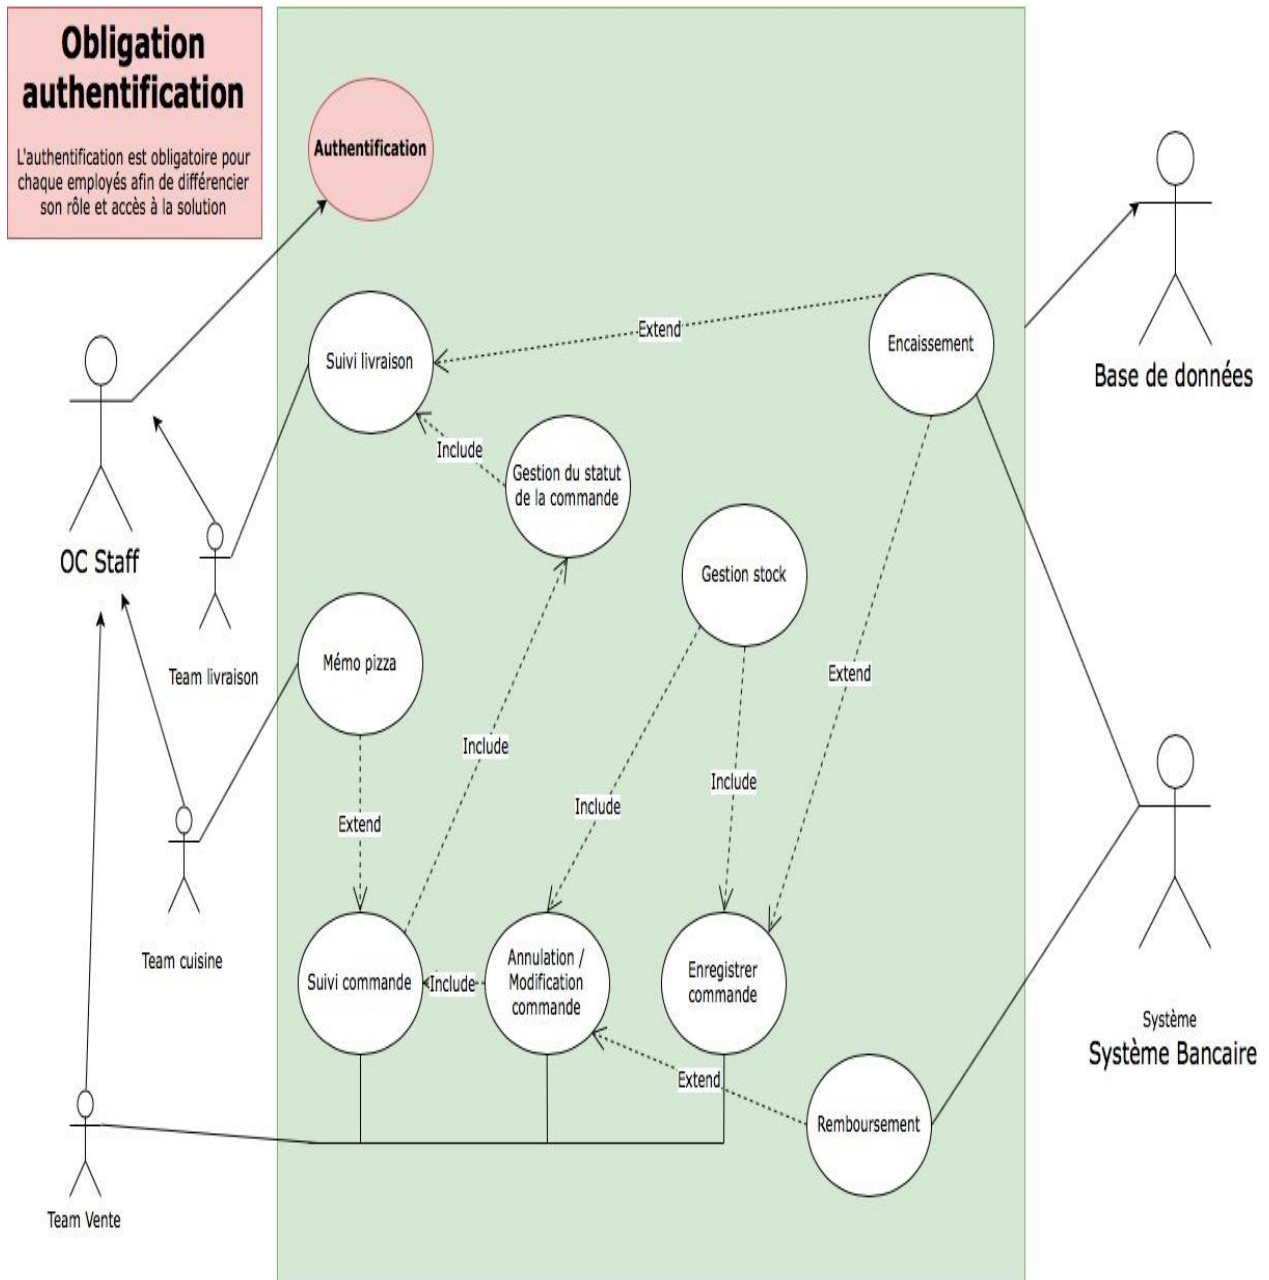 Obligation
authentification
L'authentification est obligatoire pour
chaque employés afin de différencier
son rôle et accès à la solution
Authentification
Suivi livraison
Extend
Encaissement
Base de données
Include
Gestion du statut
de la commande
OC Staff
Gestion stock
Team livraison
Mémo pizza
Extend
Include
Include
Include
Extend
Team cuisine
Suivi commande
Include
Annulation /
Modification
commande
Enregistrer
commande
Système
Système Bancaire
Extend
Remboursement
Team Vente